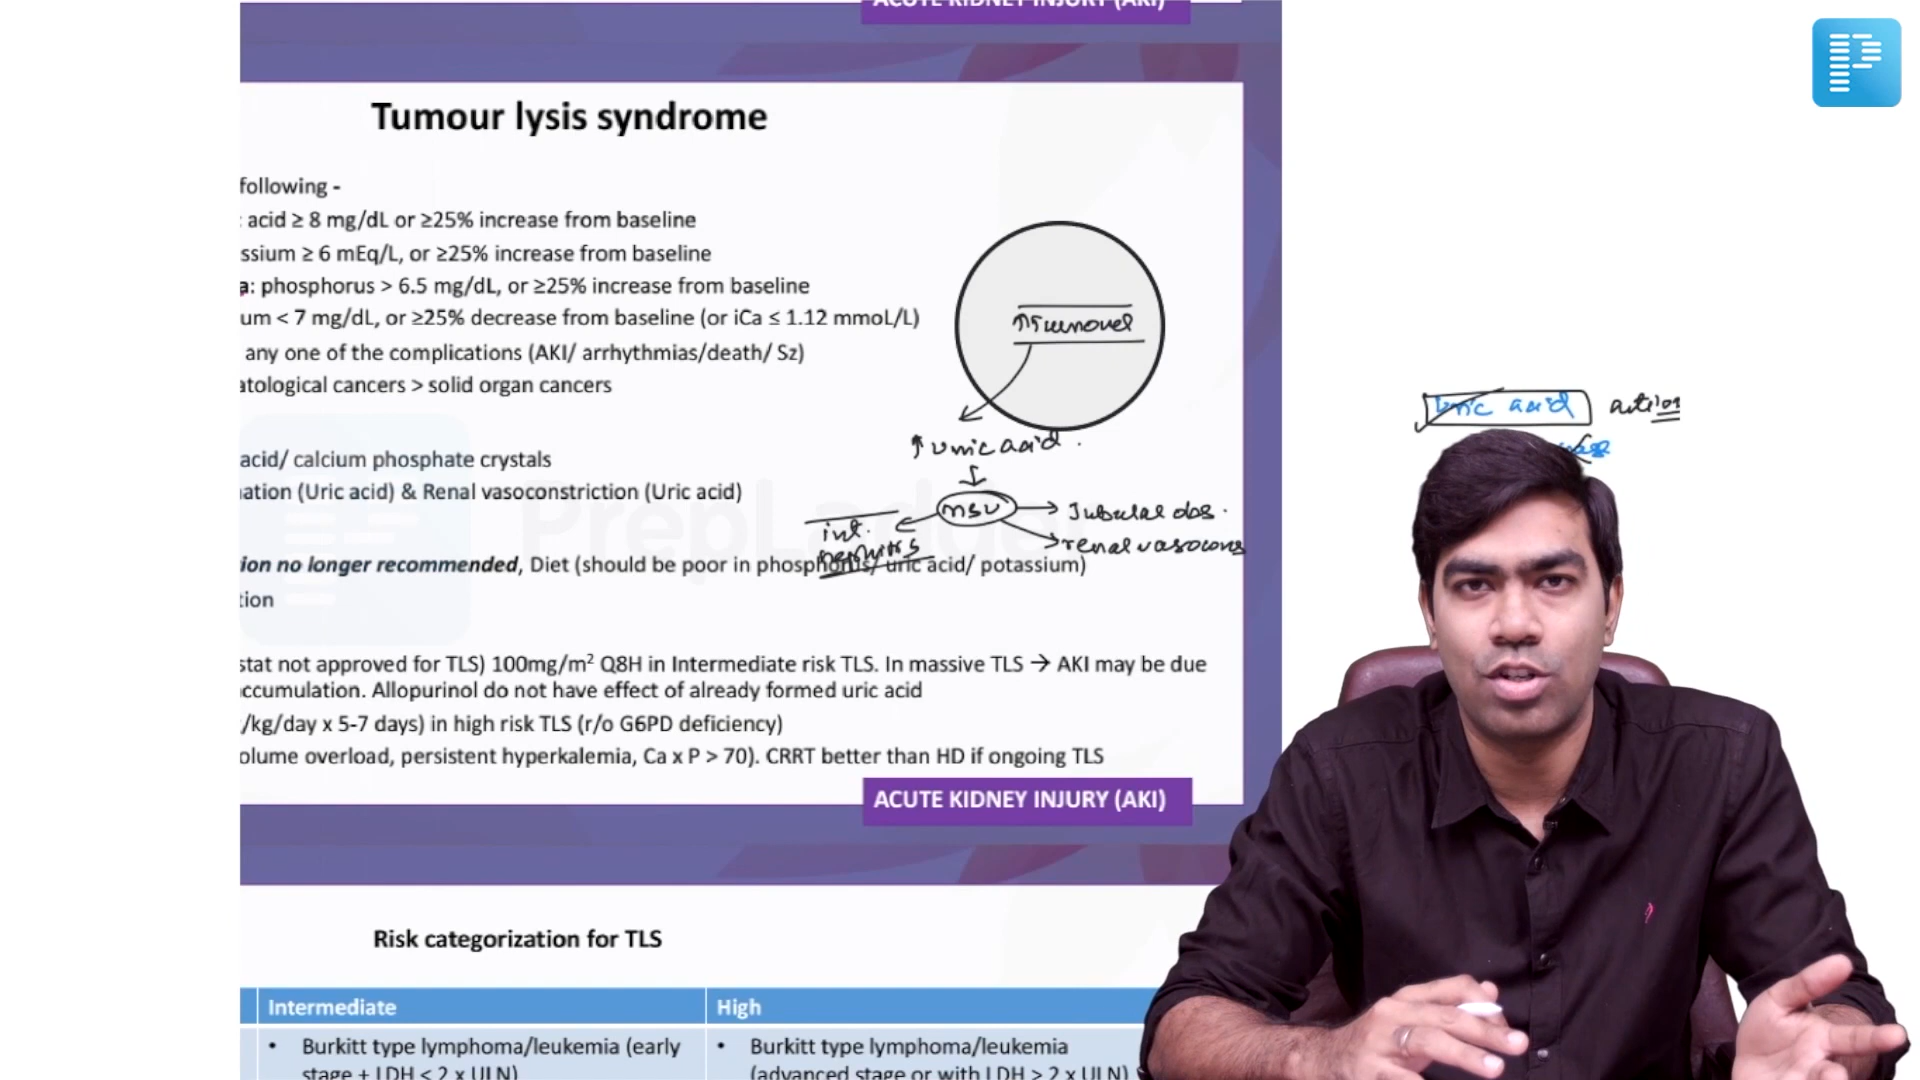 ACUTE KIDNEY INJURY (AKI)
Tumour lysis syndrome
following -
acid ≥ 8 mg/dL or ≥25% increase from baseline
ssium ≥ 6 mEq/L, or ≥25% increase from baseline
a: phosphorus > 6.5 mg/dL, or ≥25% increase from baseline
um < 7 mg/dL, or ≥25% decrease from baseline (or iCa ≤ 1.12 mmoL/L)
any one of the complications (AKI/ arrhythmias/death/ Sz)
atological cancers > solid organ cancers
↑↑Turnover
↑ uric acid.
MSU
Tubular obs.
renal vasocons
int.
nephritis
Uric acid
action
acid/ calcium phosphate crystals
ation (Uric acid) & Renal vasoconstriction (Uric acid)
PrepLadder
ion no longer recommended, Diet (should be poor in phosphorus/ uric acid/ potassium)
tion
stat not approved for TLS) 100mg/m² Q8H in Intermediate risk TLS. In massive TLS → AKI may be due
accumulation. Allopurinol do not have effect of already formed uric acid
/kg/day x 5-7 days) in high risk TLS (r/o G6PD deficiency)
olume overload, persistent hyperkalemia, Ca x P > 70). CRRT better than HD if ongoing TLS
ACUTE KIDNEY INJURY (AKI)
Risk categorization for TLS
Intermediate
High
• Burkitt type lymphoma/leukemia (early
stage + LDH < 2 x ULN)
• Burkitt type lymphoma/leukemia
(advanced stage or with LDH > 2 x ULN)